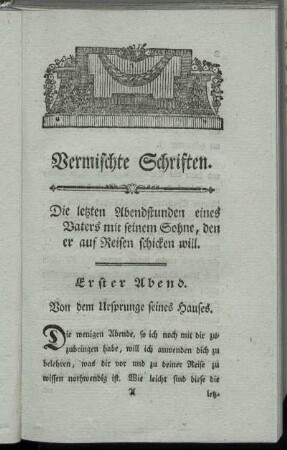 Vermischte Schriften.
Die letzten Abendstunden eines
Vaters mit seinem Sohne, den
er auf Reisen schicken will.
Erster Abend.
Von dem Ursprunge seines Hauses.
Die wenigen Abende, so ich noch mit dir zu-
zubringen habe, will ich anwenden dich zu
belehren, was dir vor und zu deiner Reise zu
wissen nothwendig ist. Wie leicht sind diese die
A letz-